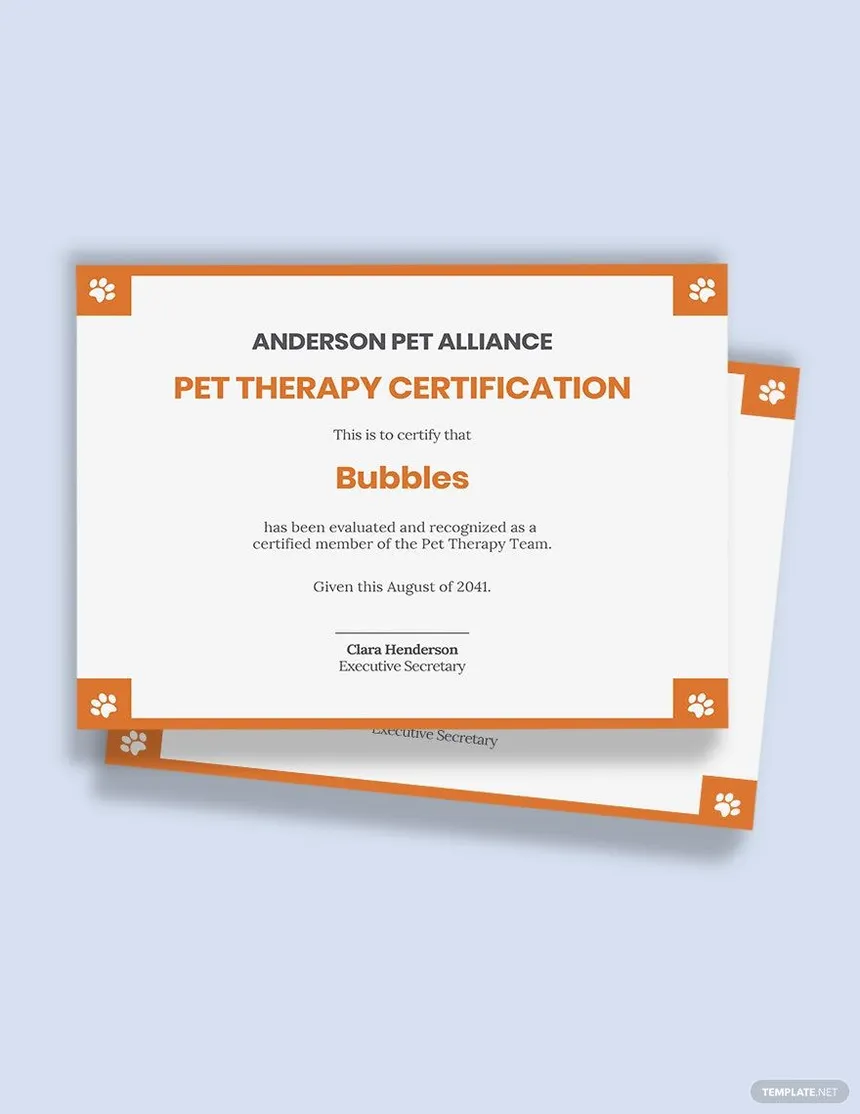 ANDERSON PET ALLIANCE
PET THERAPY CERTIFICATION
This is to certify that
Bubbles
has been evaluated and recognized as a
certified member of the Pet Therapy Team.
Given this August of 2041.
Clara Henderson
Executive Secretary
Executive Secretary
TEMPLATE.NET